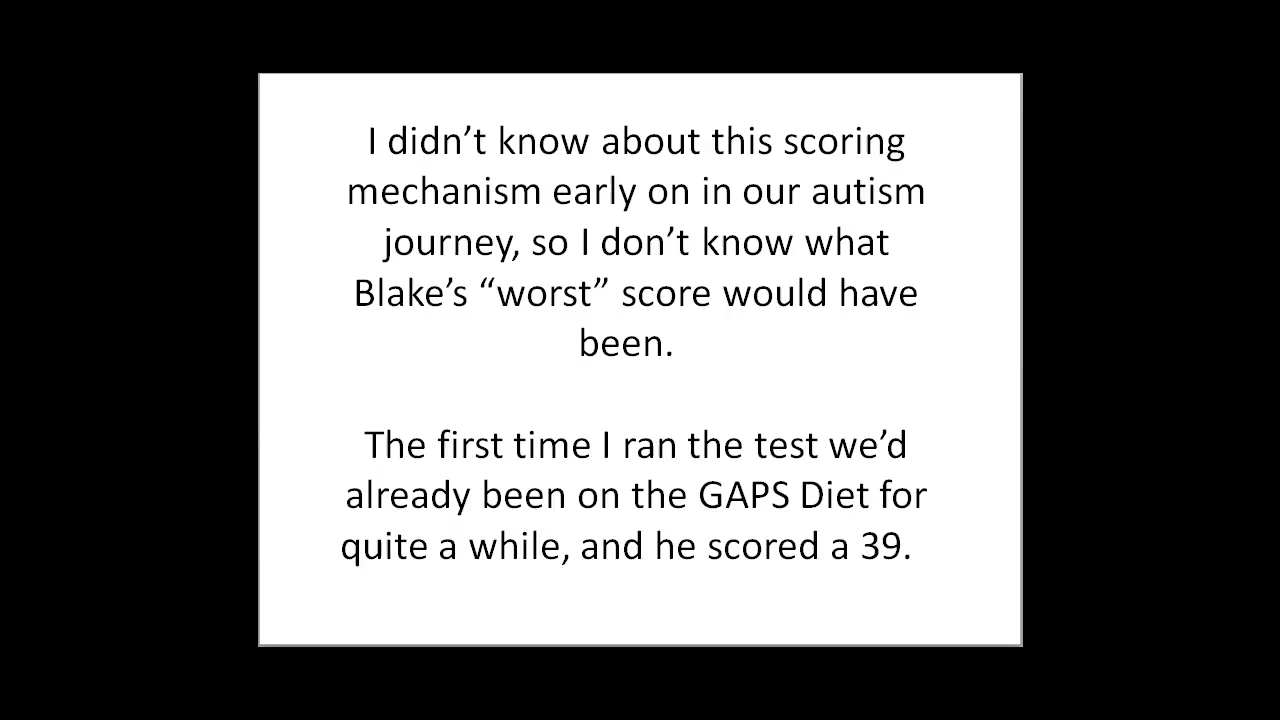 I didn’t know about this scoring
mechanism early on in our autism
journey, so I don’t know what
Blake’s “worst” score would have
been.
The first time I ran the test we’d
already been on the GAPS Diet for
quite a while, and he scored a 39.